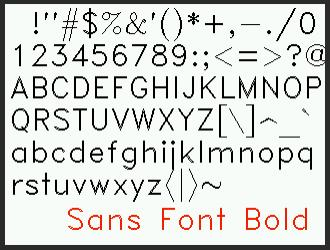 !"#$%&'()*+,-./0
123456789:;<=>?@
ABCDEFGHIJKLMNOP
QRSTUVWXYZ[\]^_`
abcdefghijklmnopq
rstuvwxyz{|}~
Sans Font Bold